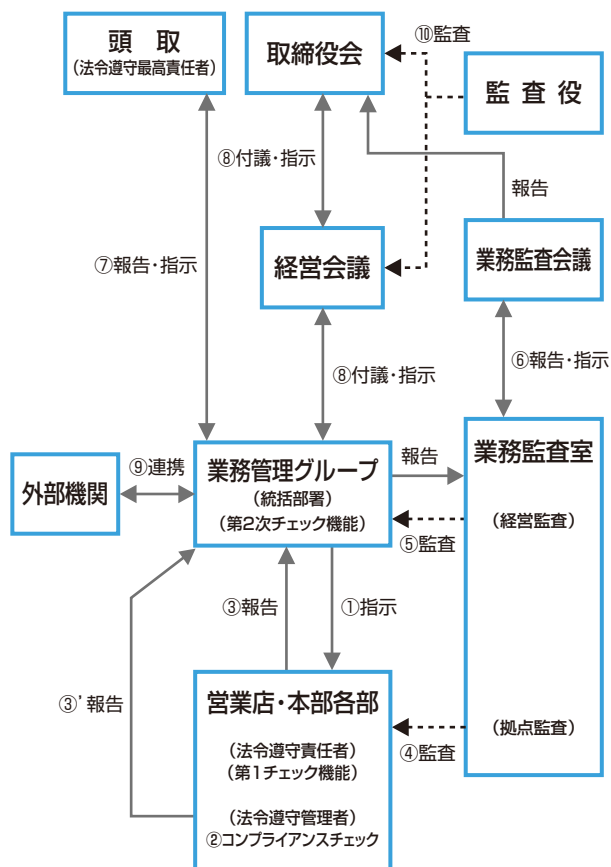 頭 取
(法令遵守最高責任者)
取締役会
⑩監査
監 査 役
⑧付議・指示
報告
⑦報告・指示
経営会議
業務監査会議
⑧付議・指示
⑥報告・指示
外部機関
⑨連携
業務管理グループ
(統括部署)
(第2次チェック機能)
報告
業務監査室
(経営監査)
⑤監査
③報告
①指示
③’報告
営業店・本部各部
(法令遵守責任者)
(第1チェック機能)
(法令遵守管理者)
②コンプライアンスチェック
④監査
(拠点監査)